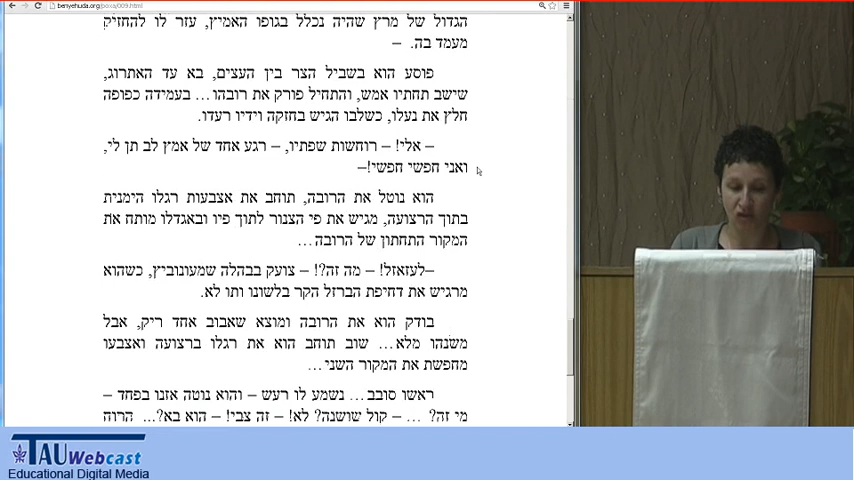 benyehuda.org/poxa/009.html
הגדול של מרץ שהיה נכלל בגופו האמיץ, עזר לו להחזיק
מעמד בה. –
פוסע הוא בשביל הצר בין העצים, בא עד האתרוג,
שישב תחתיו אמש, והתחיל פורק את רובהו... בעמידה כפופה
חלץ את נעלו, כשלבו הגיש בחזקה וידיו רעדו.
– אלי! – רוחשות שפתיו, – רגע אחד של אמץ לב תן לי,
ואני חפשי חפשי!–
הוא נוטל את הרובה, תוחב את אצבעות רגלו הימנית
בתוך הרצועה, מגיש את פי הצנור לתוך פיו ובאגדלו מותח את
המקור התחתון של הרובה...
–לעזאזל! – מה זה?! – צועק בבהלה שמעונוביץ, כשהוא
מרגיש את דחיפת הברזל הקר בלשונו ותו לא.
בודק הוא את הרובה ומוצא שאבוב אחד ריק, אבל
משנהו מלא... שוב תוחב הוא את רגלו ברצועה ואצבעו
מחפשת את המקור השני...
ראשו סובב... נשמע לו רעש – והוא נוטה אזנו בפחד –
מי זה? ... – קול שושנה? לא! – זה צבי! – הוא בא?... הרוח
TAU Webcast
Educational Digital Media